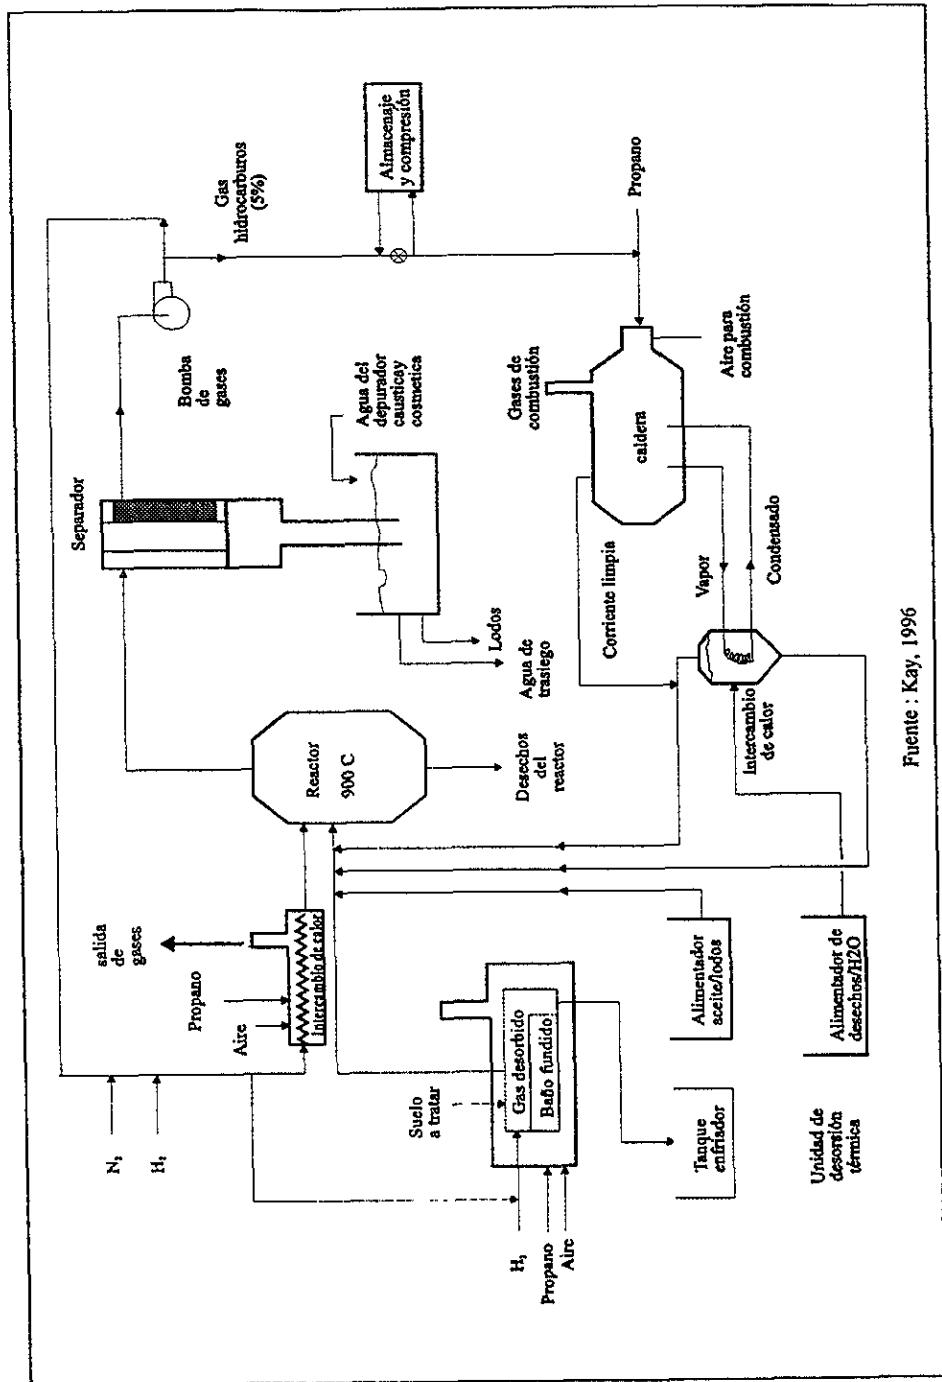 N₂
H₂
Aire
Propano
salida
de
gases
Intercambio de calor
Reactor
900 C
Desechos
del
reactor
Separador
Bomba
de
gases
Gas
hidrocarburos
(5%)
Almacenaje
y compresión
Propano
Agua del
depurador
causticay
cosmetica
Lodos
Agua de
trasiego
Gases de
combustión
Aire para
combustión
caldera
Corriente limpia
Vapor
Condensado
Intercambio
de calor
Suelo
a tratar
Gas desorbido
Baño fundido
H₂
Propano
Aire
Tanque
enfriador
Alimentador
aceite/lodos
Alimentador de
desechos/H2O
Unidad de
desorsión
térmica
Fuente : Kay, 1996